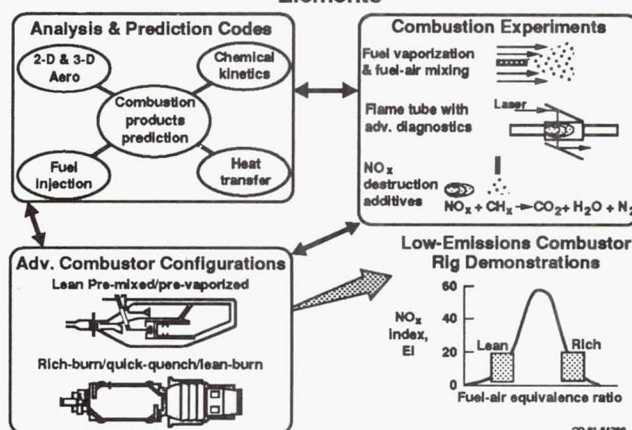 Elements
Analysis & Prediction Codes
2-D & 3-D
Aero
Chemical
kinetics
Combustion
products
prediction
Fuel
injection
Heat
transfer
Combustion Experiments
Fuel vaporization
& fuel-air mixing
Flame tube with
adv. diagnostics
Laser
NOx
destruction
additives
NOx + CHx → CO2 + H2O + N2
Adv. Combustor Configurations
Lean Pre-mixed/pre-vaporized
Rich-burn/quick-quench/lean-burn
Low-Emissions Combustor
Rig Demonstrations
NOx
index,
EI
60
40
20
0
Lean
Rich
Fuel-air equivalence ratio